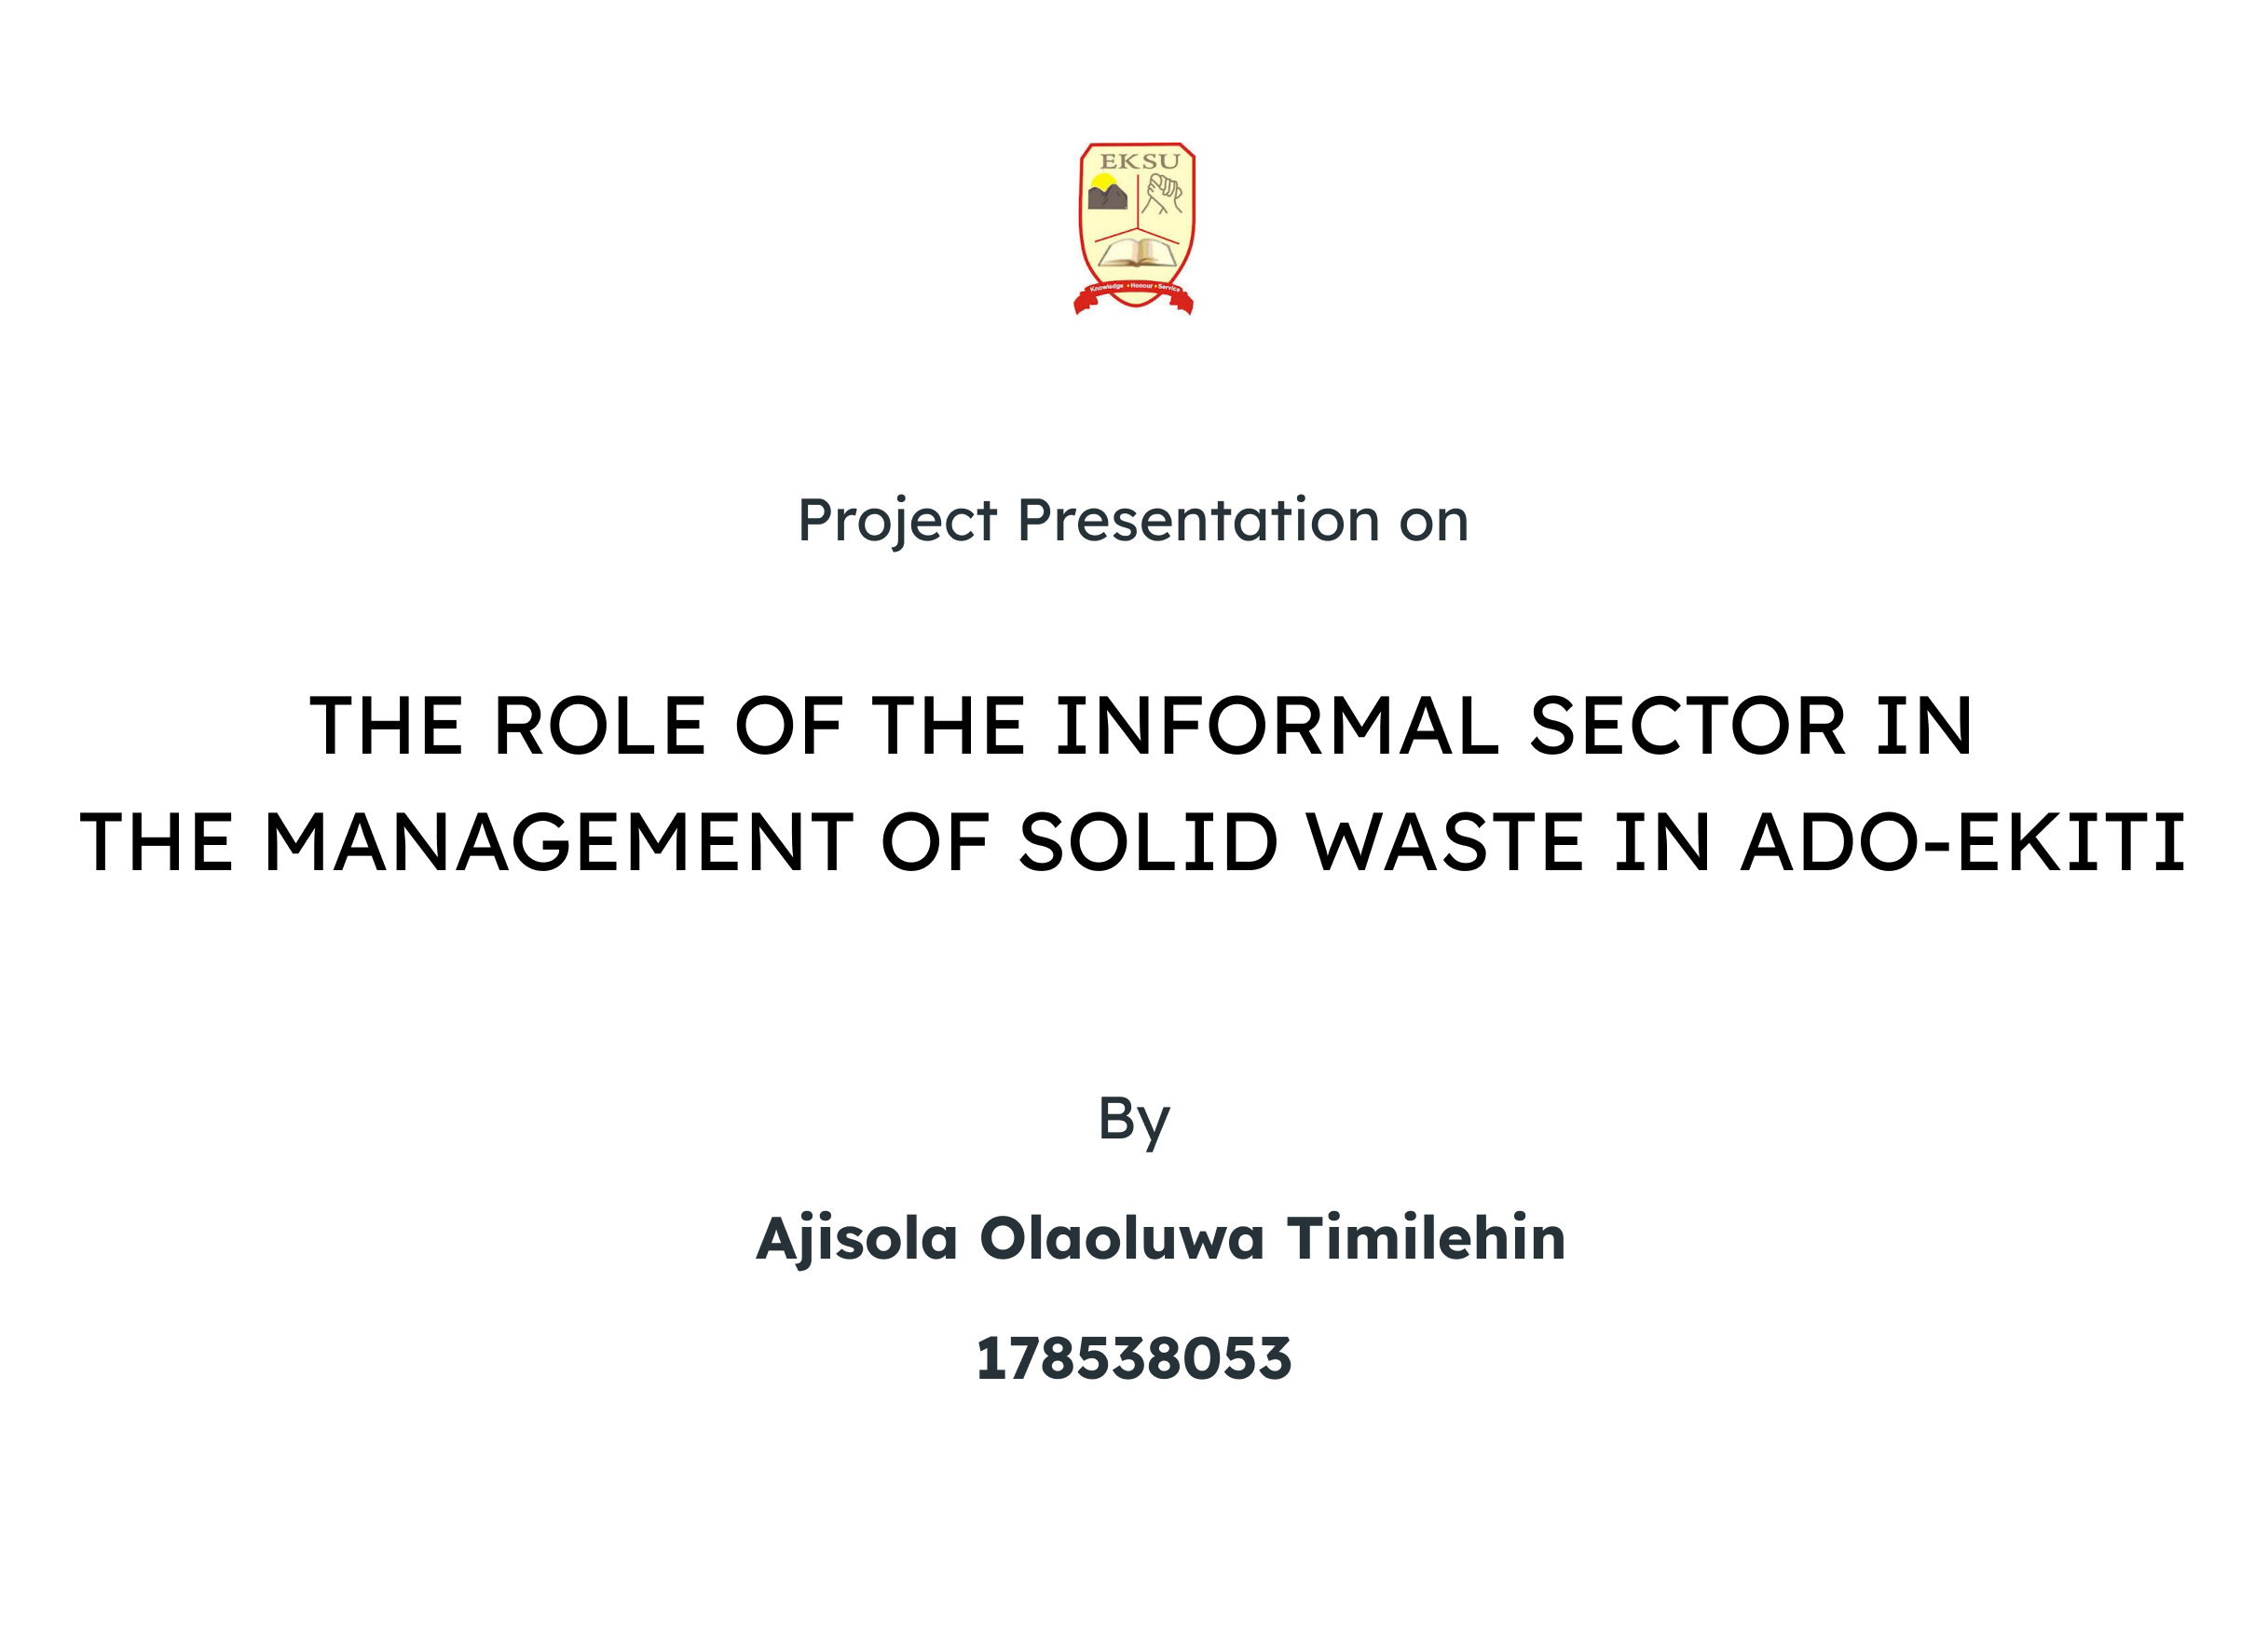 EKSU
Knowledge • Honour • Service
Project Presentation on
THE ROLE OF THE INFORMAL SECTOR IN
THE MANAGEMENT OF SOLID WASTE IN ADO-EKITI
By
Ajisola Olaoluwa Timilehin
178538053